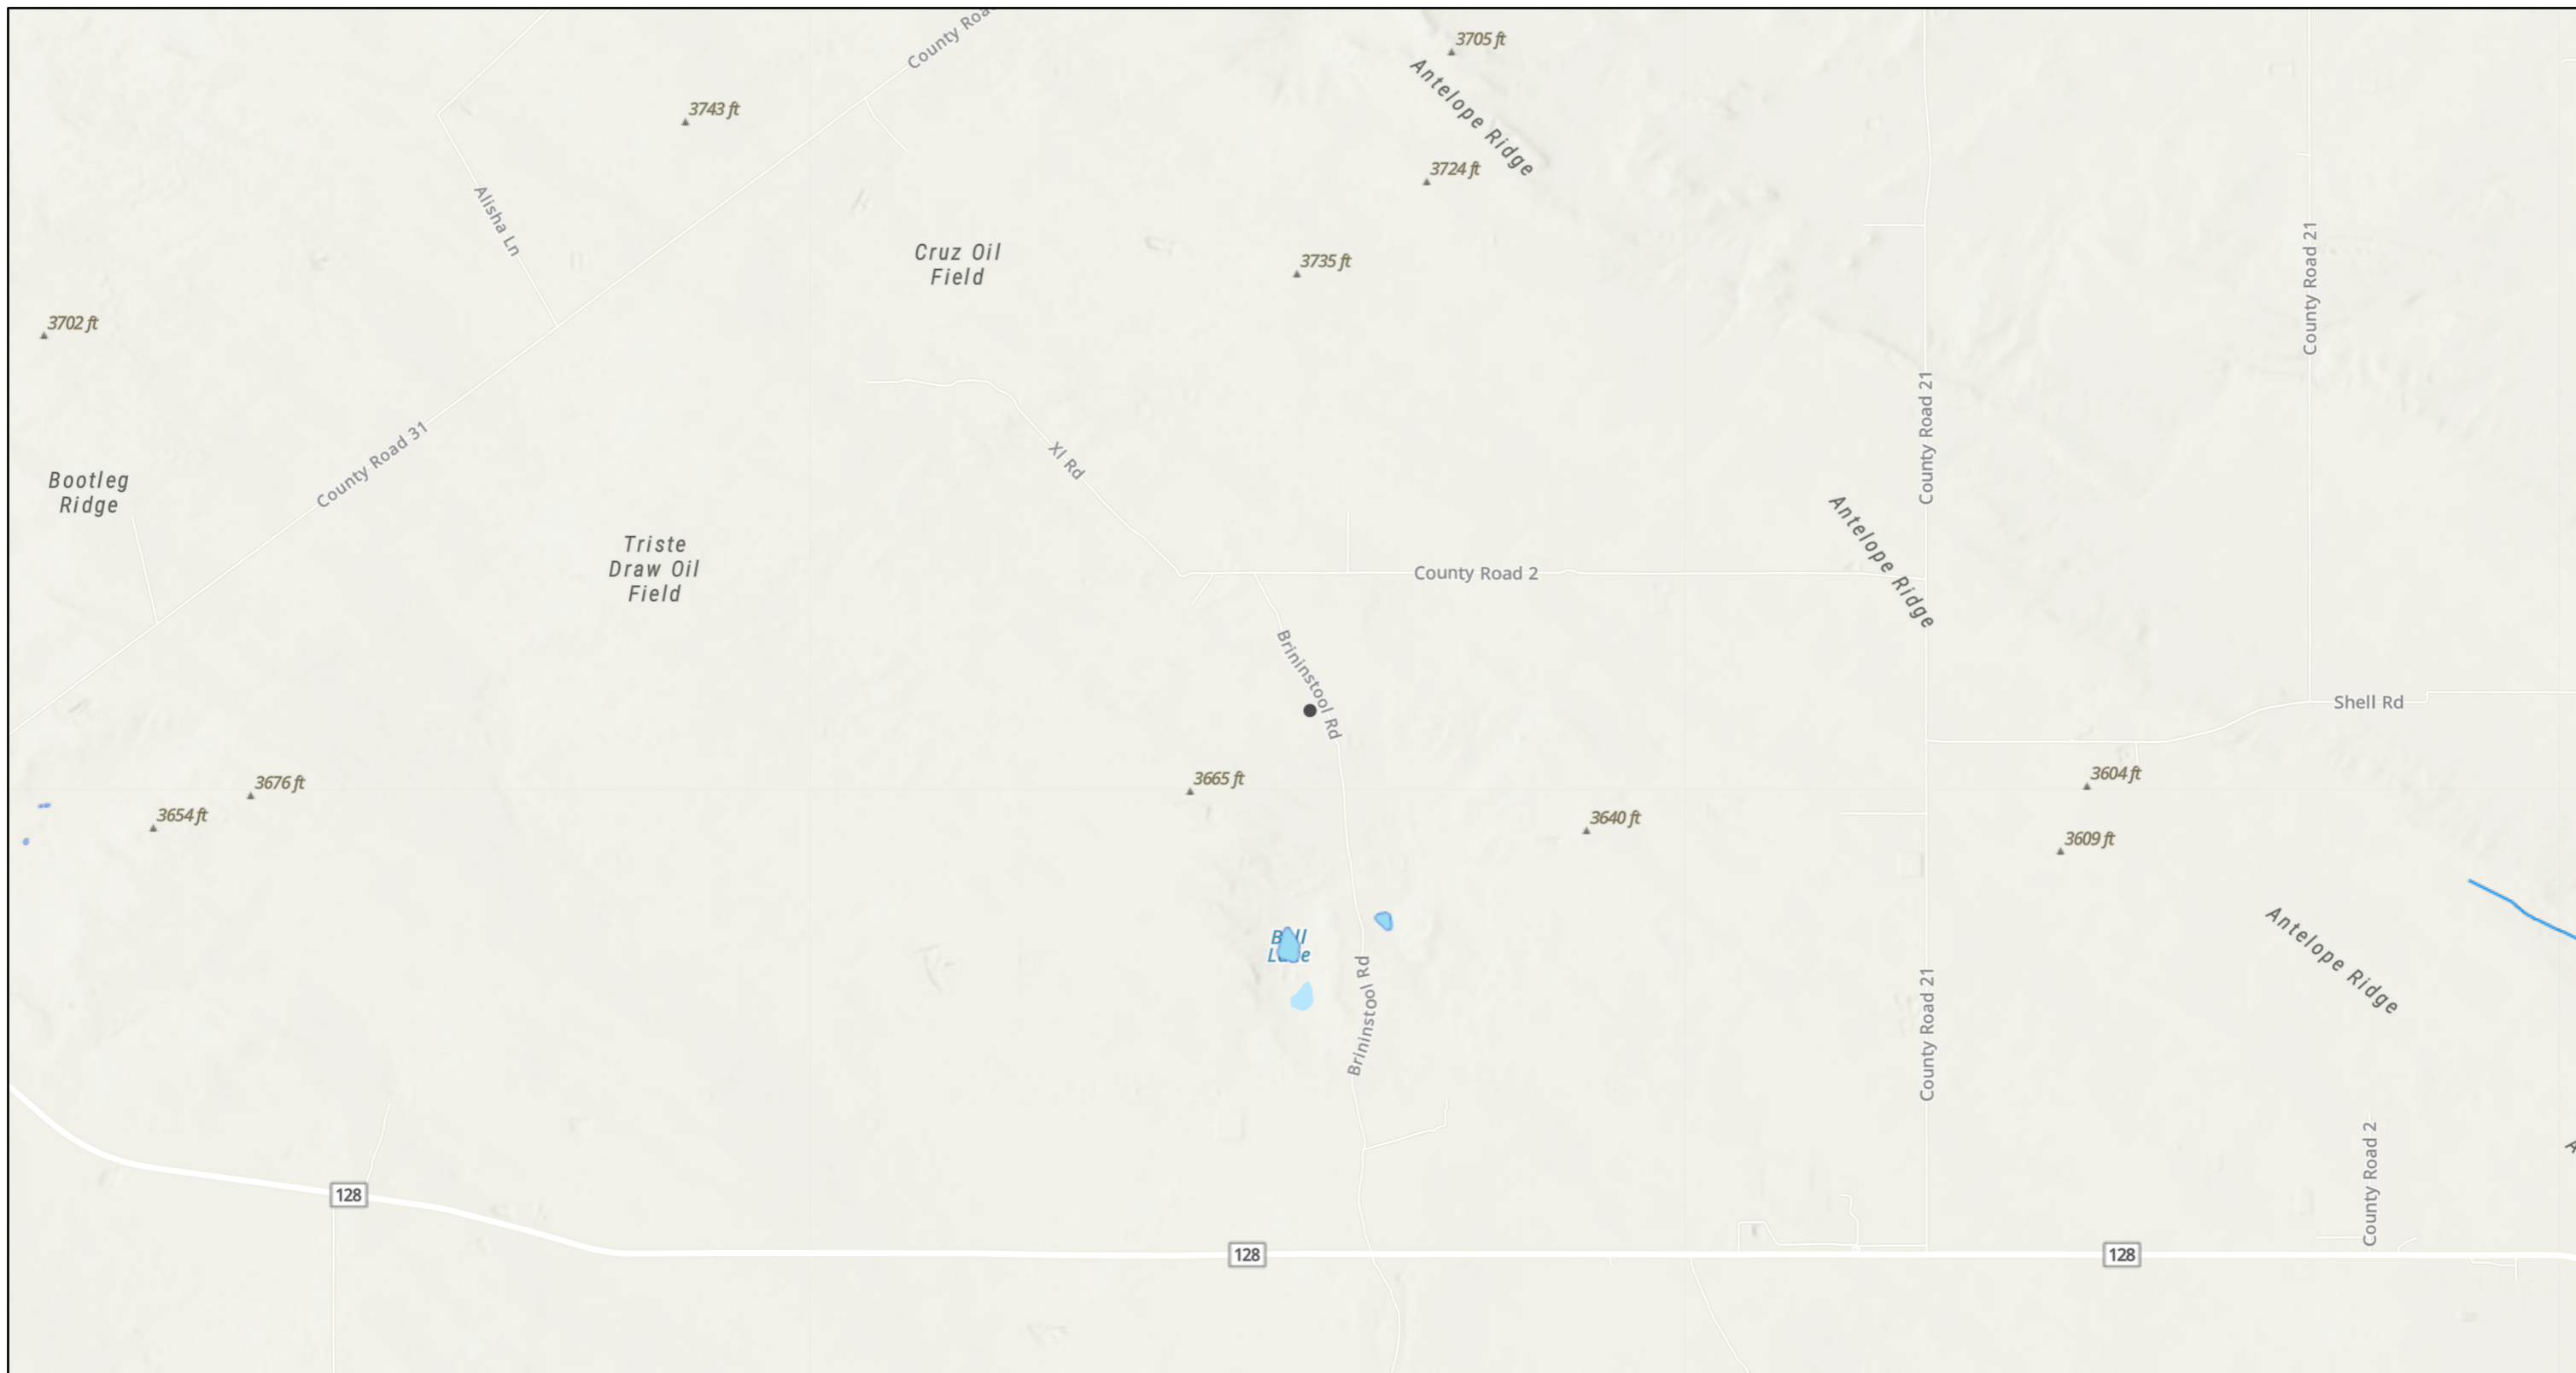 County Roa
3705 ft
Antelope Ridge
3743 ft
3724 ft
Alisha Ln
Cruz Oil
Field
3735 ft
County Road 21
3702 ft
County Road 31
Xl Rd
County Road 21
Bootleg
Ridge
Triste
Draw Oil
Field
County Road 2
Antelope Ridge
Brininstool Rd
Shell Rd
3676 ft
3665 ft
3604 ft
3654 ft
3640 ft
3609 ft
Antelope Ridge
Brininstool Rd
County Road 21
County Road 2
A
128
128
128